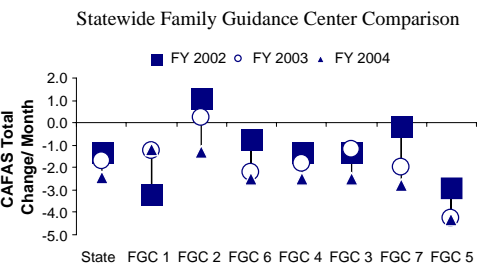 Statewide Family Guidance Center Comparison
FY 2002 FY 2003 FY 2004
CAFAS Total
Change/ Month
2.0
1.0
0.0
-1.0
-2.0
-3.0
-4.0
-5.0
State FGC 1 FGC 2 FGC 6 FGC 4 FGC 3 FGC 7 FGC 5